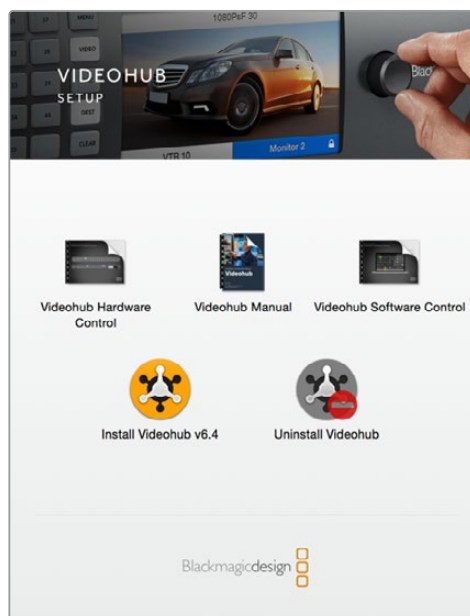 1080PsF 30
MENU
VIDEO
DEST
CLEAR
VIDEOHUB
SETUP
Black
VTR 10
Monitor 2
Videohub
Videohub Hardware
Control
Videohub Manual
Videohub Software Control
Install Videohub v6.4
Uninstall Videohub
Blackmagicdesign